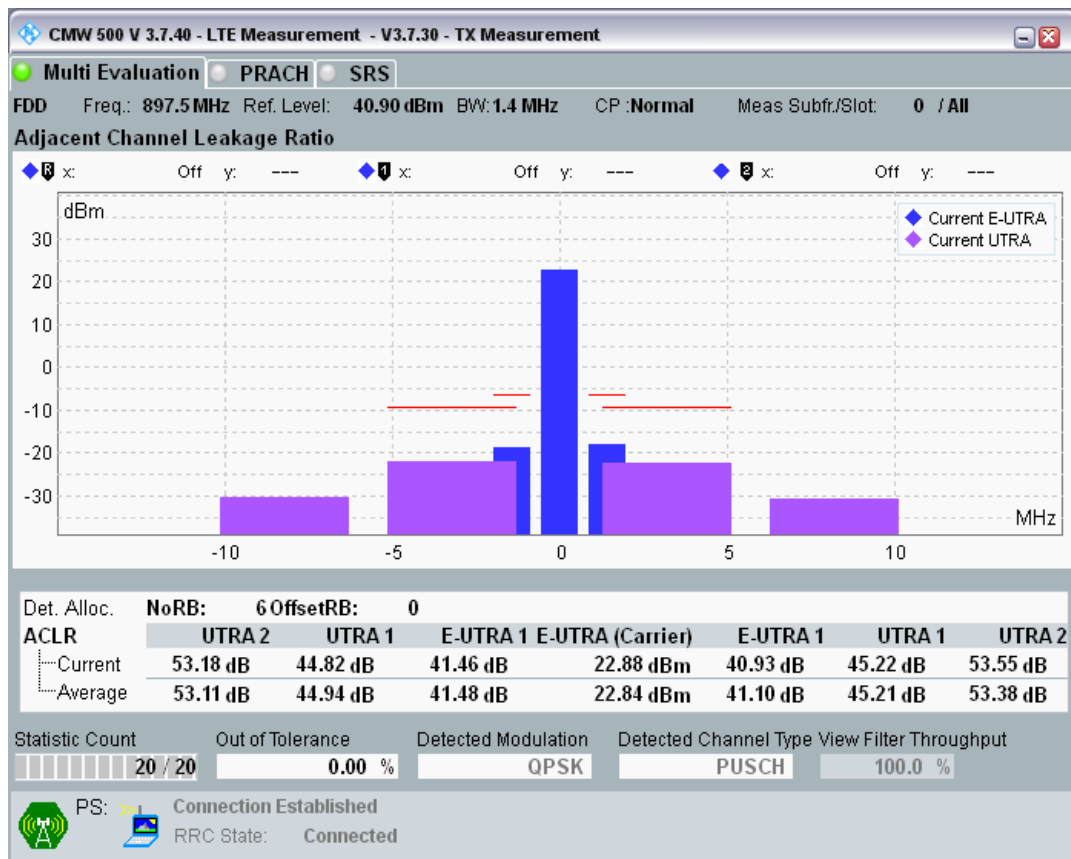 CMW 500 V 3.7.40 - LTE Measurement - V3.7.30 - TX Measurement
Multi Evaluation PRACH SRS
FDD Freq.: 897.5 MHz Ref. Level: 40.90 dBm BW: 1.4 MHz CP :Normal Meas Subfr./Slot: 0 / All
Adjacent Channel Leakage Ratio
R x: Off y: --- 1 x: Off y: --- 2 x: Off y: ---
dBm
Current E-UTRA
Current UTRA
30
20
10
0
-10
-20
-30
MHz
-10 -5 0 5 10
Det. Alloc. NoRB: 6 OffsetRB: 0
ACLR UTRA 2 UTRA 1 E-UTRA 1 E-UTRA (Carrier) E-UTRA 1 UTRA 1 UTRA 2
Current 53.18 dB 44.82 dB 41.46 dB 22.88 dBm 40.93 dB 45.22 dB 53.55 dB
Average 53.11 dB 44.94 dB 41.48 dB 22.84 dBm 41.10 dB 45.21 dB 53.38 dB
Statistic Count Out of Tolerance Detected Modulation Detected Channel Type View Filter Throughput
20 / 20 0.00 % QPSK PUSCH 100.0 %
PS: Connection Established
RRC State: Connected